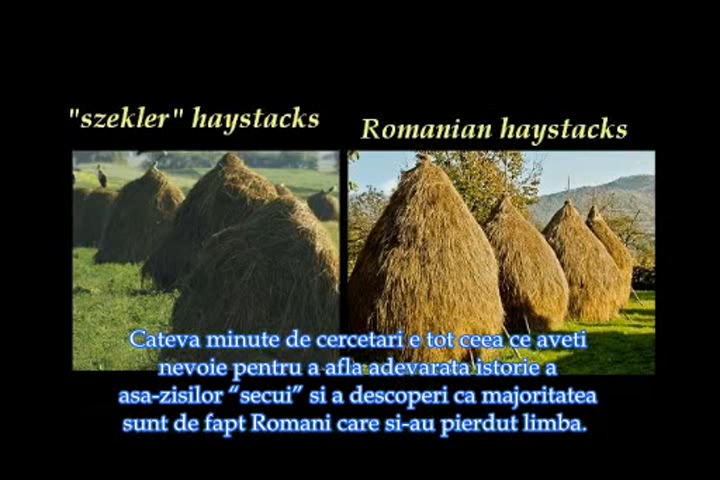 "szekler" haystacks
Romanian haystacks
Cateva minute de cercetari e tot ceea ce aveti
nevoie pentru a afla adevarata istorie a
asa-zisilor “secui” si a descoperi ca majoritatea
sunt de fapt Romani care si-au pierdut limba.